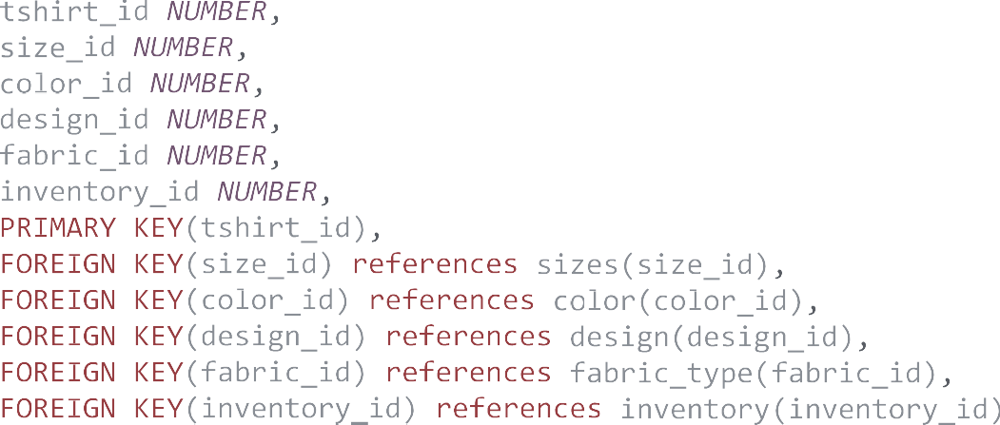 tshirt_id NUMBER,
size_id NUMBER,
color_id NUMBER,
design_id NUMBER,
fabric_id NUMBER,
inventory_id NUMBER,
PRIMARY KEY(tshirt_id),
FOREIGN KEY(size_id) references sizes(size_id),
FOREIGN KEY(color_id) references color(color_id),
FOREIGN KEY(design_id) references design(design_id),
FOREIGN KEY(fabric_id) references fabric_type(fabric_id),
FOREIGN KEY(inventory_id) references inventory(inventory_id)